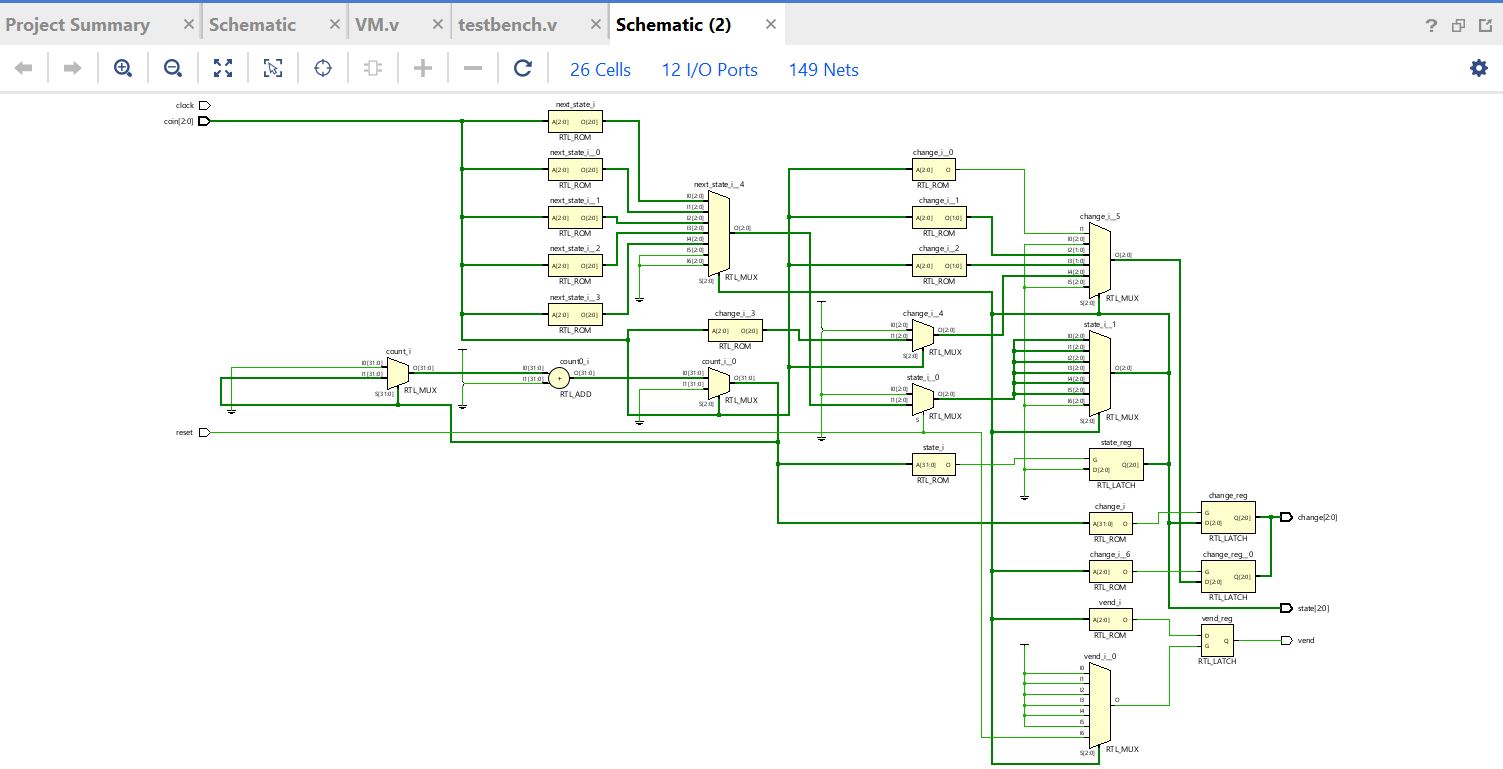 Project Summary × Schematic × VM.v × testbench.v × Schematic (2) × ?
26 Cells 12 I/O Ports 149 Nets
clock
coin[2:0]
next_state_i
A[2:0] O[2:0]
RTL_ROM
next_state_i__0
A[2:0] O[2:0]
RTL_ROM
next_state_i__1
A[2:0] O[2:0]
RTL_ROM
next_state_i__2
A[2:0] O[2:0]
RTL_ROM
next_state_i__3
A[2:0] O[2:0]
RTL_ROM
next_state_i__4
I0[2:0]
I1[2:0]
I2[2:0]
I3[2:0]
I4[2:0]
I5[2:0]
I6[2:0]
S[2:0]
O[2:0]
RTL_MUX
change_i__0
A[2:0] O
RTL_ROM
change_i__1
A[2:0] O[1:0]
RTL_ROM
change_i__2
A[2:0] O[1:0]
RTL_ROM
change_i__5
I1
I0[2:0]
I2[1:0]
I3[1:0]
I4[2:0]
I5[2:0]
S[2:0]
O[2:0]
RTL_MUX
change_i__3
A[2:0] O[2:0]
RTL_ROM
change_i__4
I0[2:0]
I1[2:0]
S[2:0]
O[2:0]
RTL_MUX
state_i__1
I0[2:0]
I1[2:0]
I2[2:0]
I3[2:0]
I4[2:0]
I5[2:0]
I6[2:0]
S[2:0]
O[2:0]
RTL_MUX
count_i
I0[31:0]
I1[31:0]
S[31:0]
O[31:0]
RTL_MUX
count0_i
I0[31:0]
I1[31:0]
+
O[31:0]
RTL_ADD
count_i__0
I0[31:0]
I1[31:0]
S[2:0]
O[31:0]
RTL_MUX
state_i__0
I0[2:0]
I1[2:0]
S
O[2:0]
RTL_MUX
reset
state_i
A[31:0] O
RTL_ROM
state_reg
G
D[2:0]
Q[2:0]
RTL_LATCH
change_i
A[31:0] O
RTL_ROM
change_reg
G
D[2:0]
Q[2:0]
RTL_LATCH
change[2:0]
change_i__6
A[2:0] O
RTL_ROM
change_reg__0
G
D[2:0]
Q[2:0]
RTL_LATCH
state[2:0]
vend_i
A[2:0] O
RTL_ROM
vend_reg
D
G
Q
RTL_LATCH
vend
vend_i__0
I0
I1
I2
I3
I4
I5
I6
S[2:0]
O
RTL_MUX